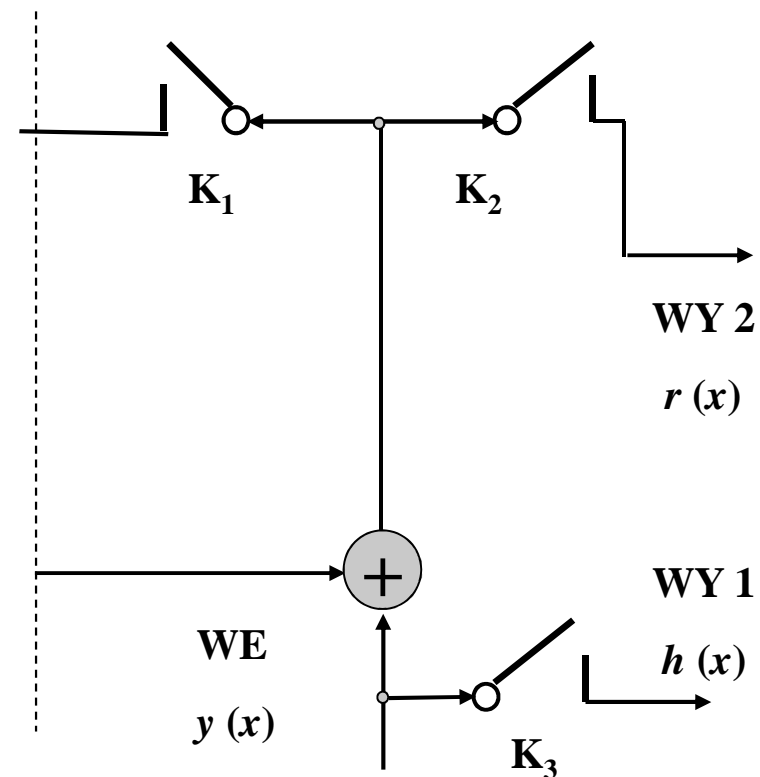 K₁
K₂
WY 2
r (x)
+
WY 1
WE
h (x)
y (x)
K₃